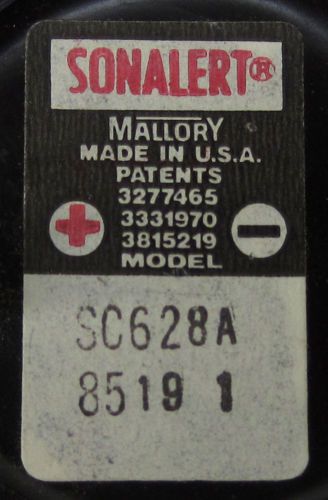 SONALERT®
MALLORY
MADE IN U.S.A.
PATENTS
3277465
3331970
3815219
MODEL
+ −
SC628A
8519 1